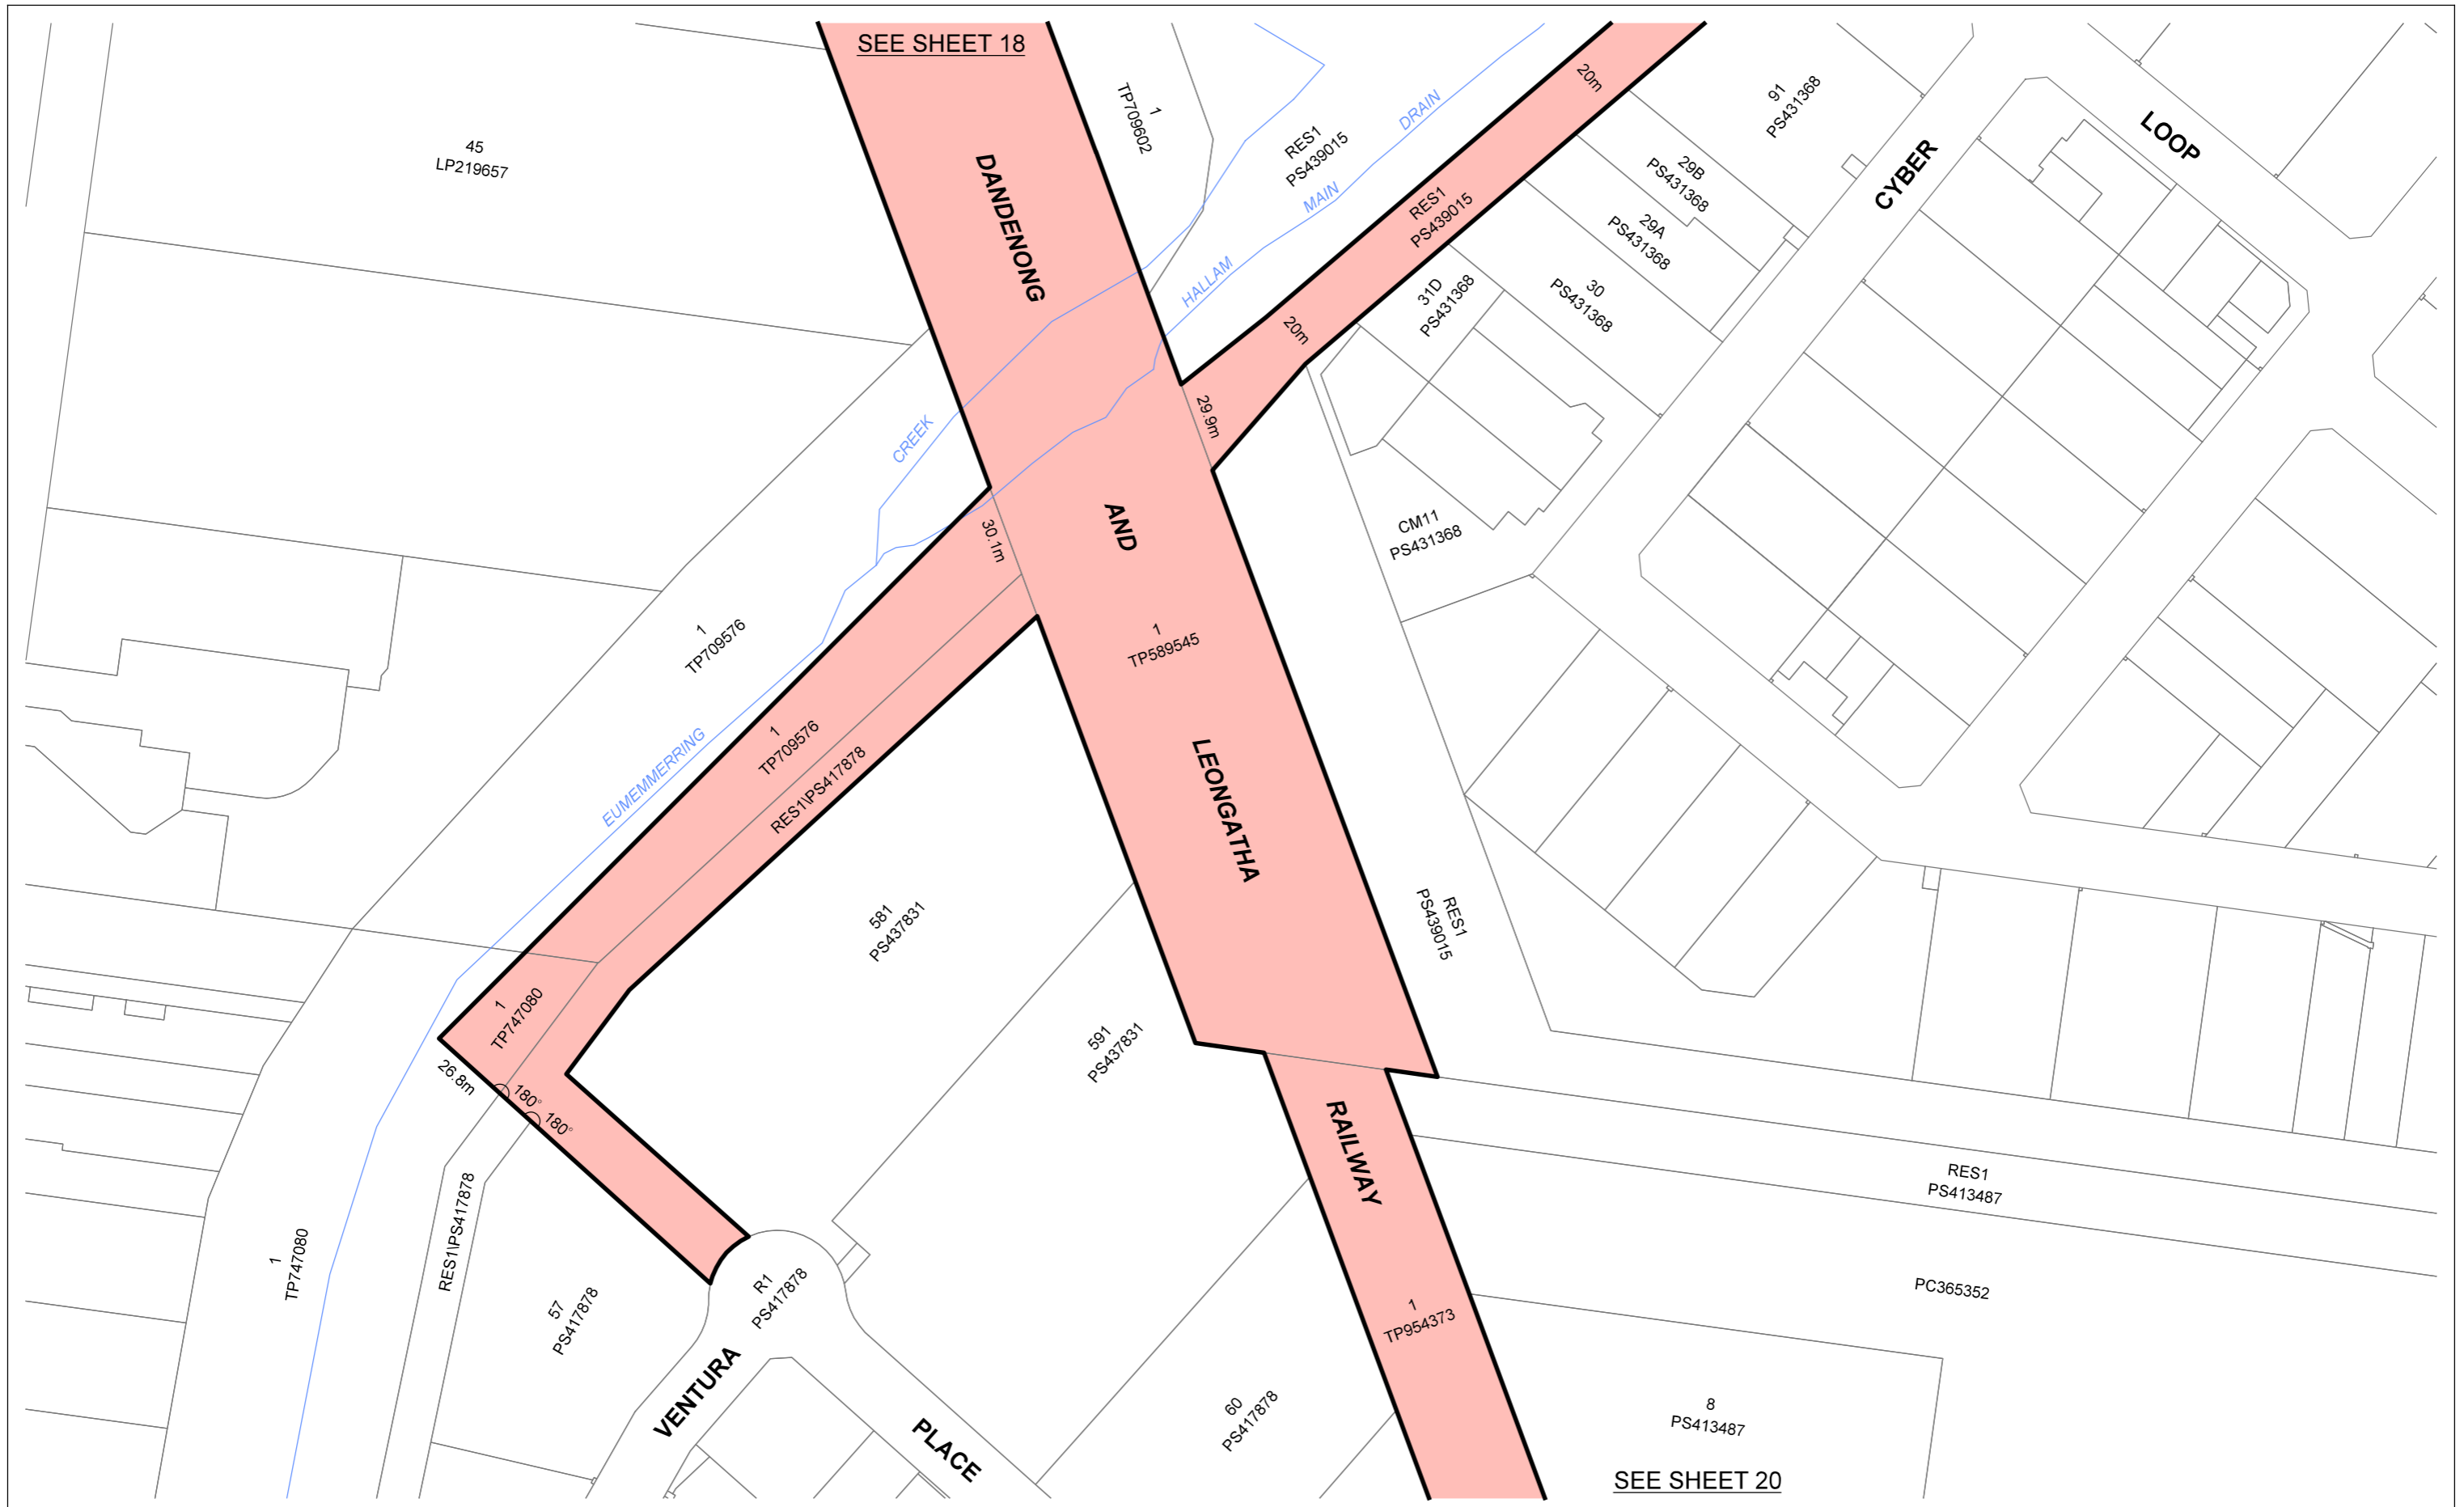 SEE SHEET 18
45
LP219657
1
TP709602
RES1
PS439015
DRAIN
MAIN
HALLAM
20m
91
PS431368
LOOP
CYBER
DANDENONG
RES1
PS439015
29B
PS431368
29A
PS431368
30
PS431368
31D
PS431368
20m
29.9m
CREEK
30.1m
AND
CM11
PS431368
1
TP709576
1
TP589545
1
TP709576
RES1\PS417878
EUMEMMERRING
LEONGATHA
581
PS437831
RES1
PS439015
1
TP747080
591
PS437831
26.8m
180°
180°
RAILWAY
RES1
PS413487
RES1\PS417878
1
TP747080
57
PS417878
R1
PS417878
PC365352
1
TP954373
VENTURA
PLACE
60
PS417878
8
PS413487
SEE SHEET 20